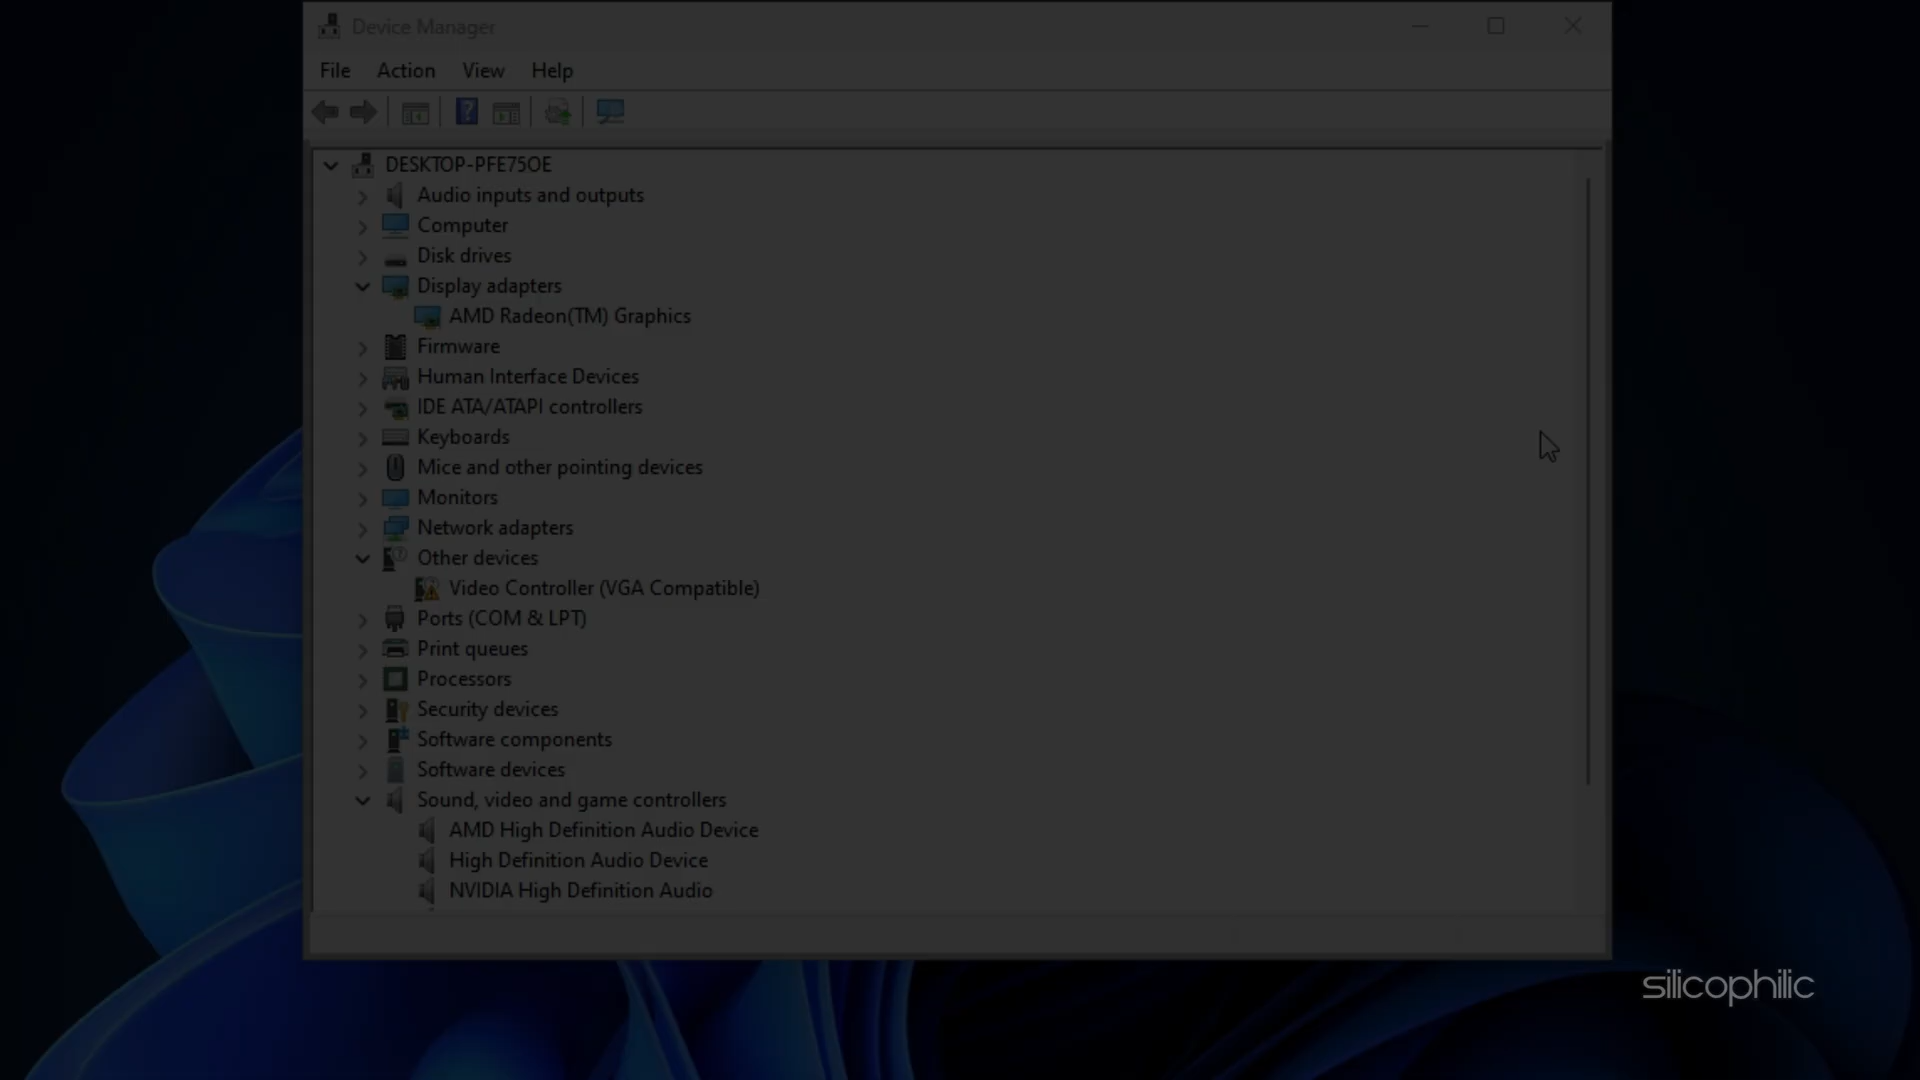 Device Manager
File Action View Help
DESKTOP-PFE75OE
Audio inputs and outputs
Computer
Disk drives
Display adapters
AMD Radeon(TM) Graphics
Firmware
Human Interface Devices
IDE ATA/ATAPI controllers
Keyboards
Mice and other pointing devices
Monitors
Network adapters
Other devices
Video Controller (VGA Compatible)
Ports (COM & LPT)
Print queues
Processors
Security devices
Software components
Software devices
Sound, video and game controllers
AMD High Definition Audio Device
High Definition Audio Device
NVIDIA High Definition Audio
silicophilic